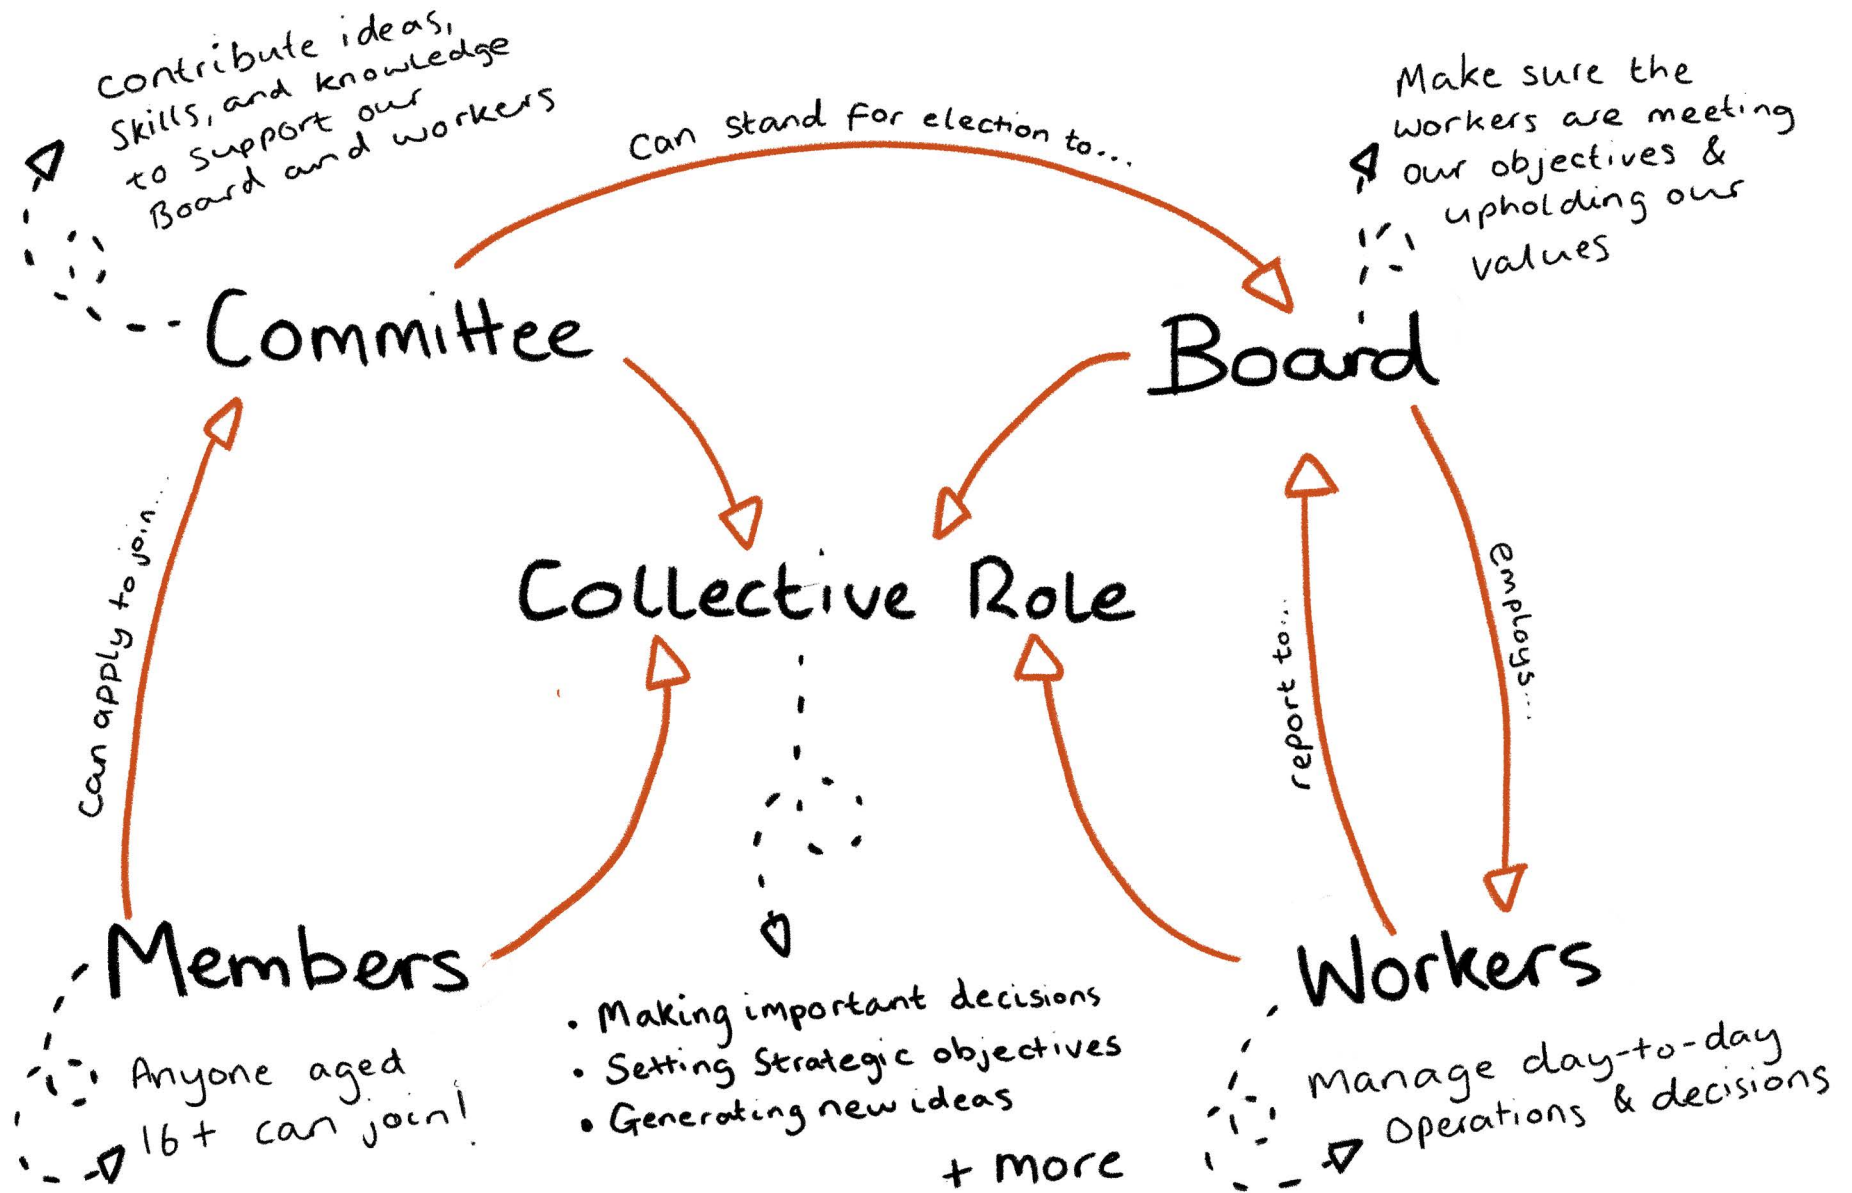 Contribute ideas,
Skills, and knowledge
to support our
Board and workers
Can stand for election to...
Make sure the
workers are meeting
our objectives &
upholding our
values
Committee
Board
Can apply to join...
Collective Role
report to...
employs...
Members
Workers
Anyone aged
16+ can join!
• Making important decisions
• Setting Strategic objectives
• Generating new ideas
+ more
Manage day-to-day
Operations & decisions